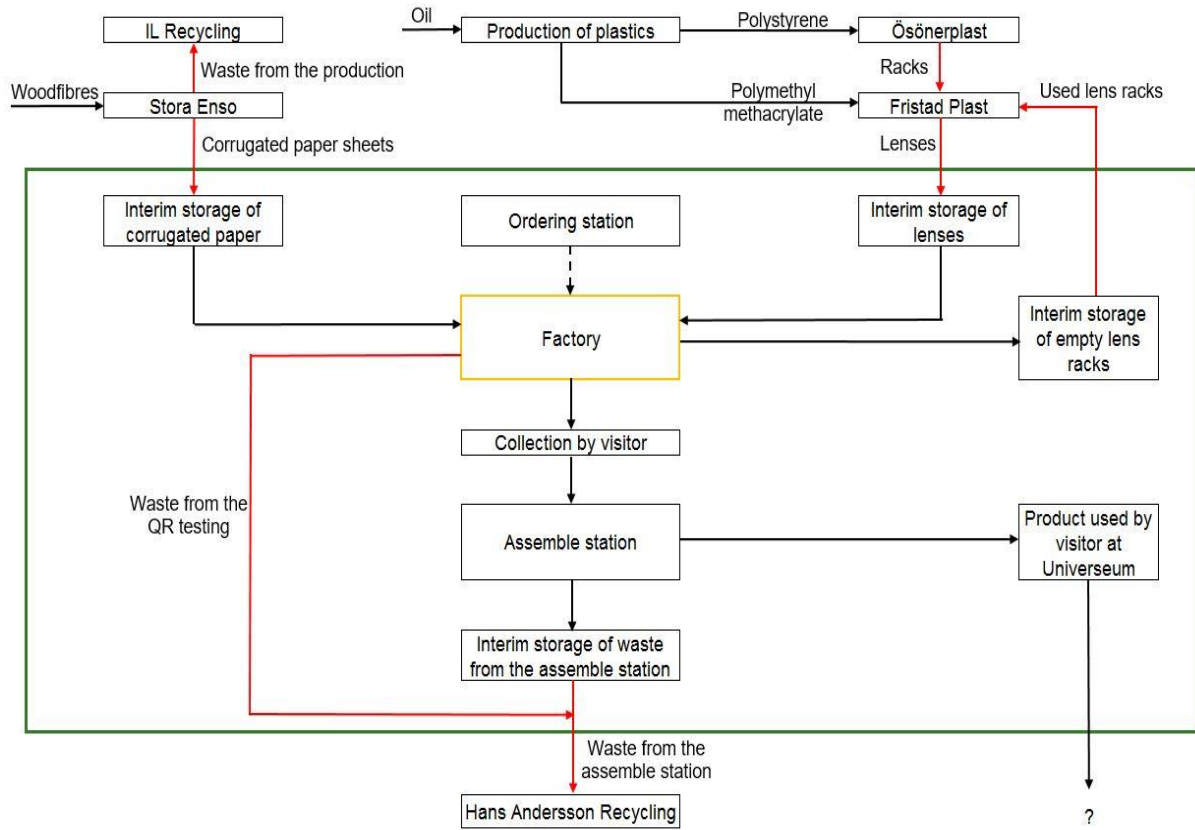 IL Recycling
Oil
Production of plastics
Polystyrene
Ösönerplast
Waste from the production
Racks
Used lens racks
Woodfibres
Stora Enso
Polymethyl
methacrylate
Fristad Plast
Corrugated paper sheets
Lenses
Interim storage of
corrugated paper
Ordering station
Interim storage of
lenses
Factory
Interim storage
of empty lens
racks
Collection by visitor
Waste from the
QR testing
Assemble station
Product used by
visitor at
Universeum
Interim storage of waste
from the assemble station
Waste from the
assemble station
Hans Andersson Recycling
?